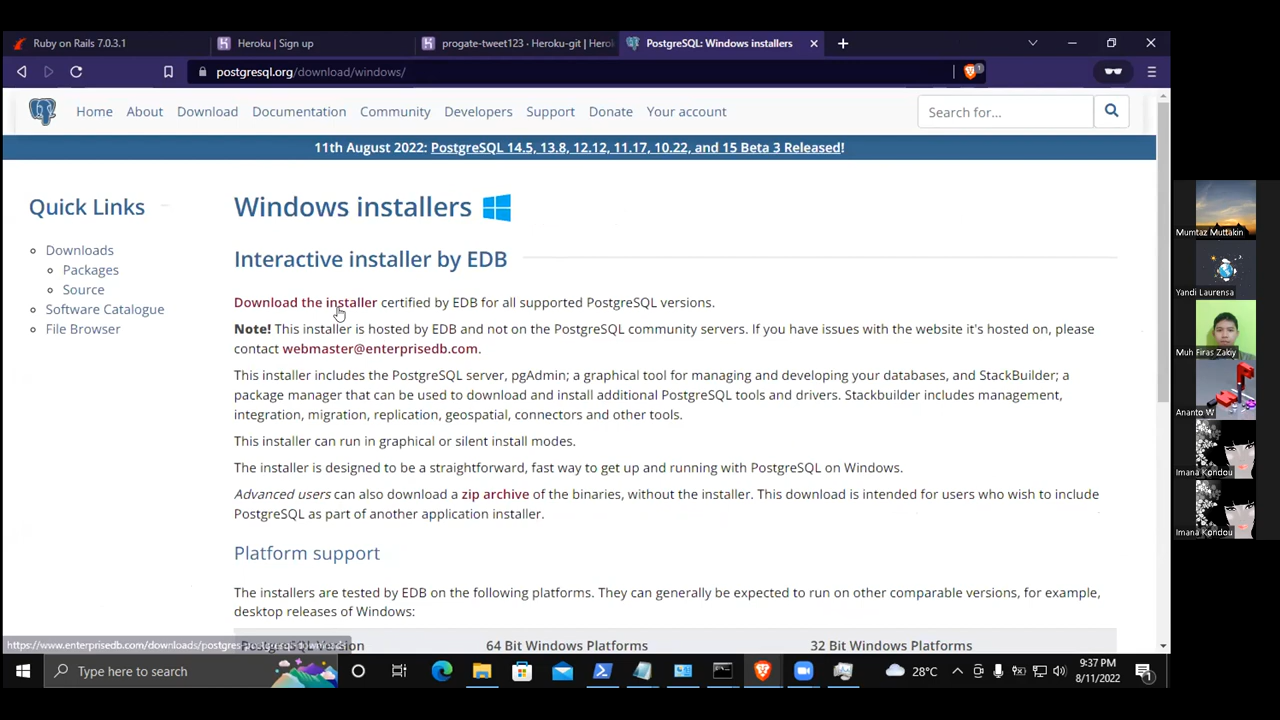 Ruby on Rails 7.0.3.1
Heroku | Sign up
progate-tweet123 · Heroku-git | Hero
PostgreSQL: Windows installers
postgresql.org/download/windows/
Home About Download Documentation Community Developers Support Donate Your account
Search for...
11th August 2022: PostgreSQL 14.5, 13.8, 12.12, 11.17, 10.22, and 15 Beta 3 Released!
Quick Links
Downloads
Packages
Source
Software Catalogue
File Browser
Windows installers
Interactive installer by EDB
Download the installer certified by EDB for all supported PostgreSQL versions.
Note! This installer is hosted by EDB and not on the PostgreSQL community servers. If you have issues with the website it's hosted on, please
contact webmaster@enterprisedb.com.
This installer includes the PostgreSQL server, pgAdmin; a graphical tool for managing and developing your databases, and StackBuilder; a
package manager that can be used to download and install additional PostgreSQL tools and drivers. Stackbuilder includes management,
integration, migration, replication, geospatial, connectors and other tools.
This installer can run in graphical or silent install modes.
The installer is designed to be a straightforward, fast way to get up and running with PostgreSQL on Windows.
Advanced users can also download a zip archive of the binaries, without the installer. This download is intended for users who wish to include
PostgreSQL as part of another application installer.
Platform support
The installers are tested by EDB on the following platforms. They can generally be expected to run on other comparable versions, for example,
desktop releases of Windows:
PostgreSQL Version 64 Bit Windows Platforms 32 Bit Windows Platforms
Type here to search
28°C
9:37 PM
8/11/2022
Mumtaz Muttakin
Yandi Laurensa
Muh Firas Zakiy
Ananto W
Imana Kondou
Imana Kondou